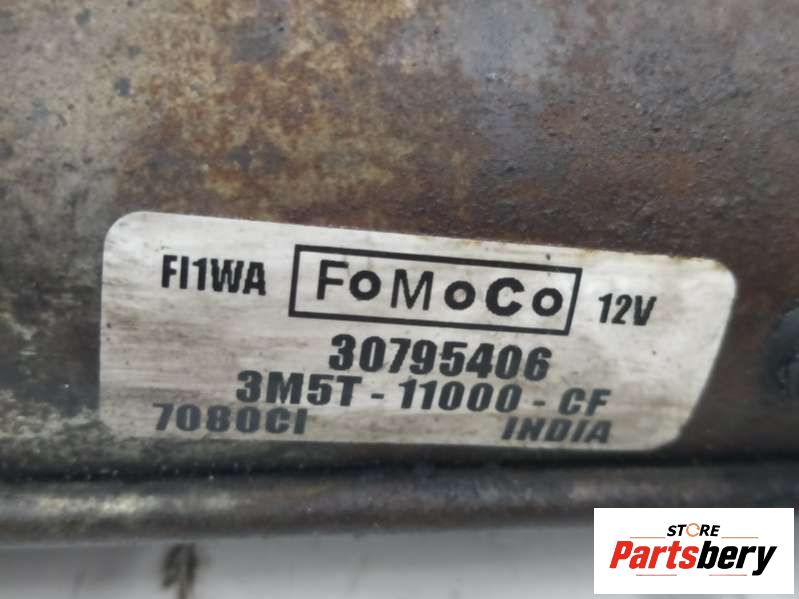 FI1WA FoMoCo 12V
30795406
3M5T - 11000 - CF
7080CI INDIA
STORE
Partsbery